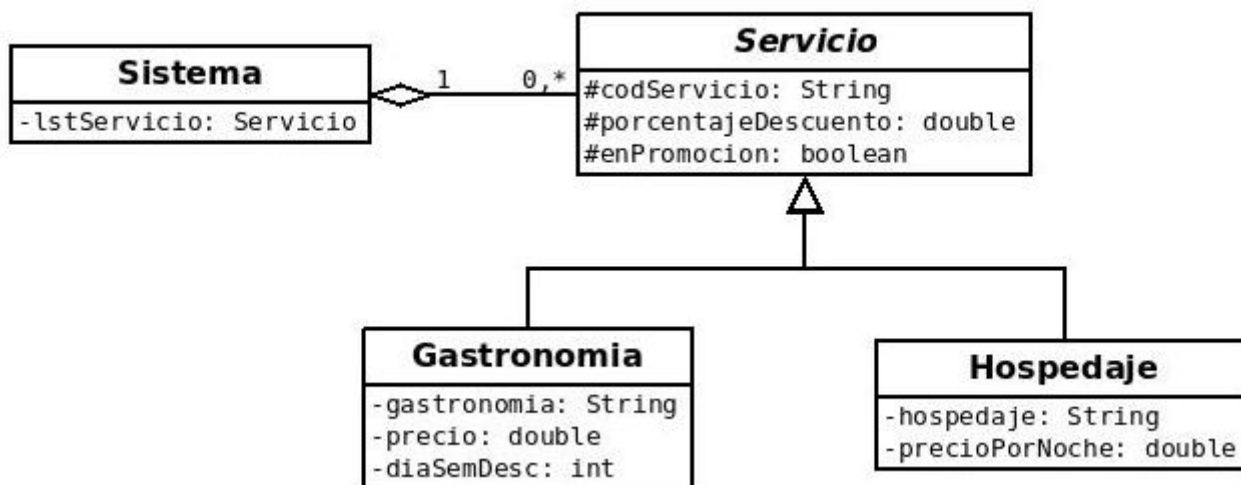 Sistema
-lstServicio: Servicio
1
0,*
Servicio
#codServicio: String
#porcentajeDescuento: double
#enPromocion: boolean
Gastronomia
-gastronomia: String
-precio: double
-diaSemDesc: int
Hospedaje
-hospedaje: String
-precioPorNoche: double